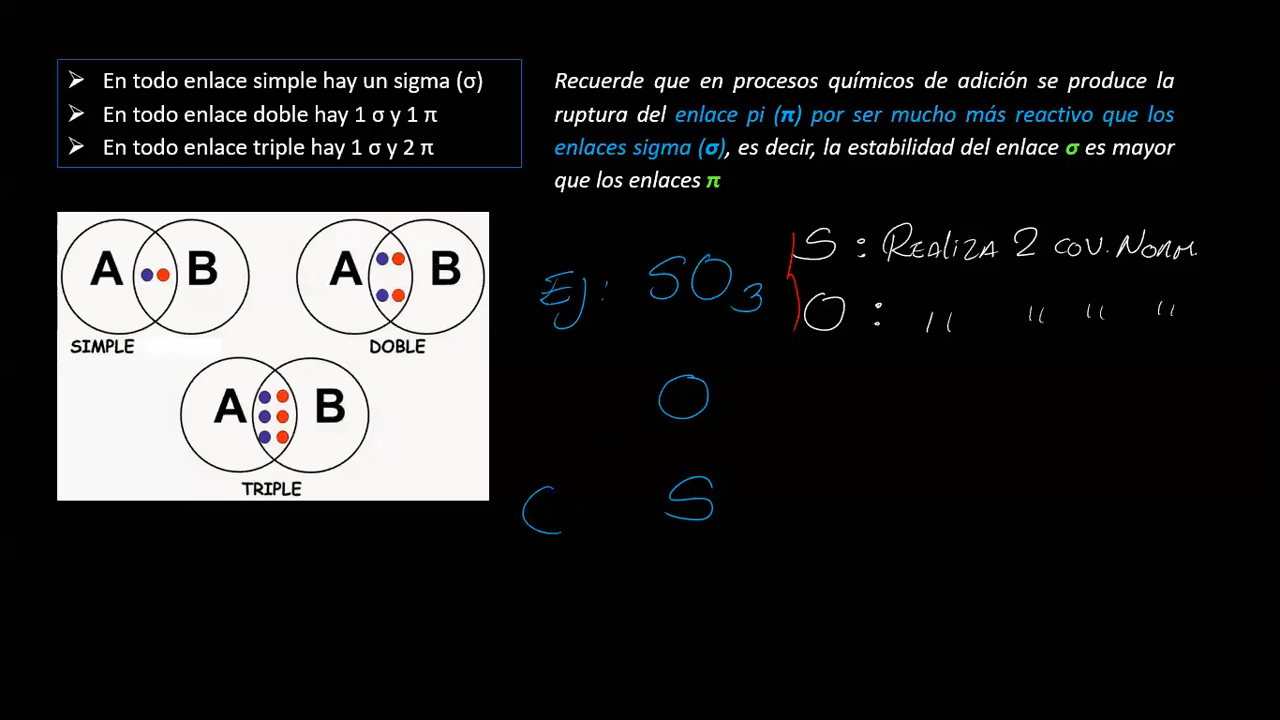 ➤ En todo enlace simple hay un sigma (σ)
➤ En todo enlace doble hay 1 σ y 1 π
➤ En todo enlace triple hay 1 σ y 2 π
Recuerde que en procesos químicos de adición se produce la
ruptura del enlace pi (π) por ser mucho más reactivo que los
enlaces sigma (σ), es decir, la estabilidad del enlace σ es mayor
que los enlaces π
A B
SIMPLE
A B
DOBLE
A B
TRIPLE
Ej: SO3
S : REALIZA 2 COV. NORM.
O : " " " "
O
C S